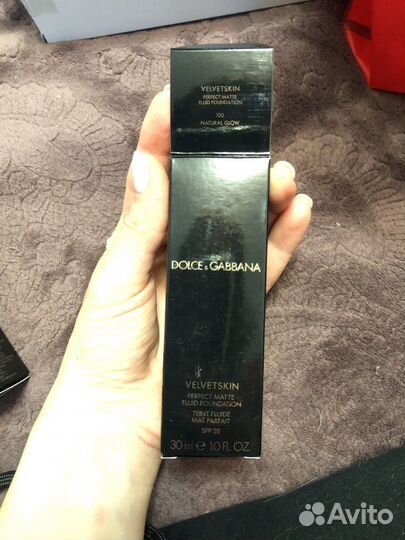 VELVETSKIN
PERFECT MATTE
FLUID FOUNDATION
100
NATURAL GLOW
DOLCE & GABBANA
VELVETSKIN
PERFECT MATTE
FLUID FOUNDATION
TEINT FLUIDE
MAT PARFAIT
SPF 20
30 ml e 1.0 FL. OZ.
Avito